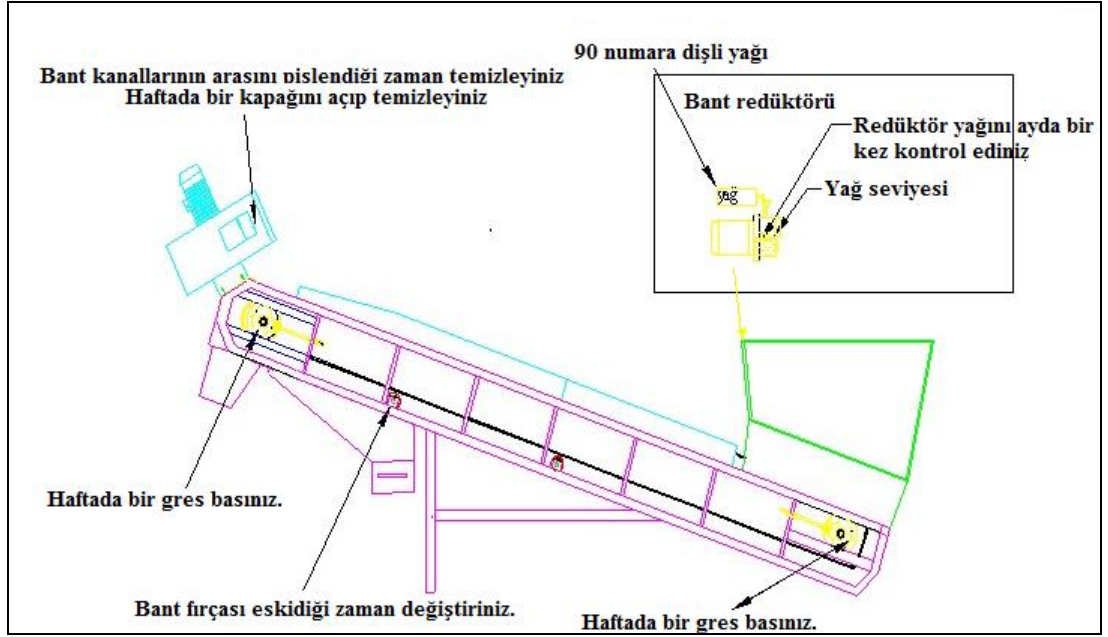 90 numara dişli yağı
Bant kanallarının arasını pislendiği zaman temizleyiniz
Haftada bir kapağını açıp temizleyiniz
Bant redüktörü
Redüktör yağını ayda bir
kez kontrol ediniz
yağ
Yağ seviyesi
Haftada bir gres basınız.
Bant fırçası eskidiği zaman değiştiriniz.
Haftada bir gres basınız.